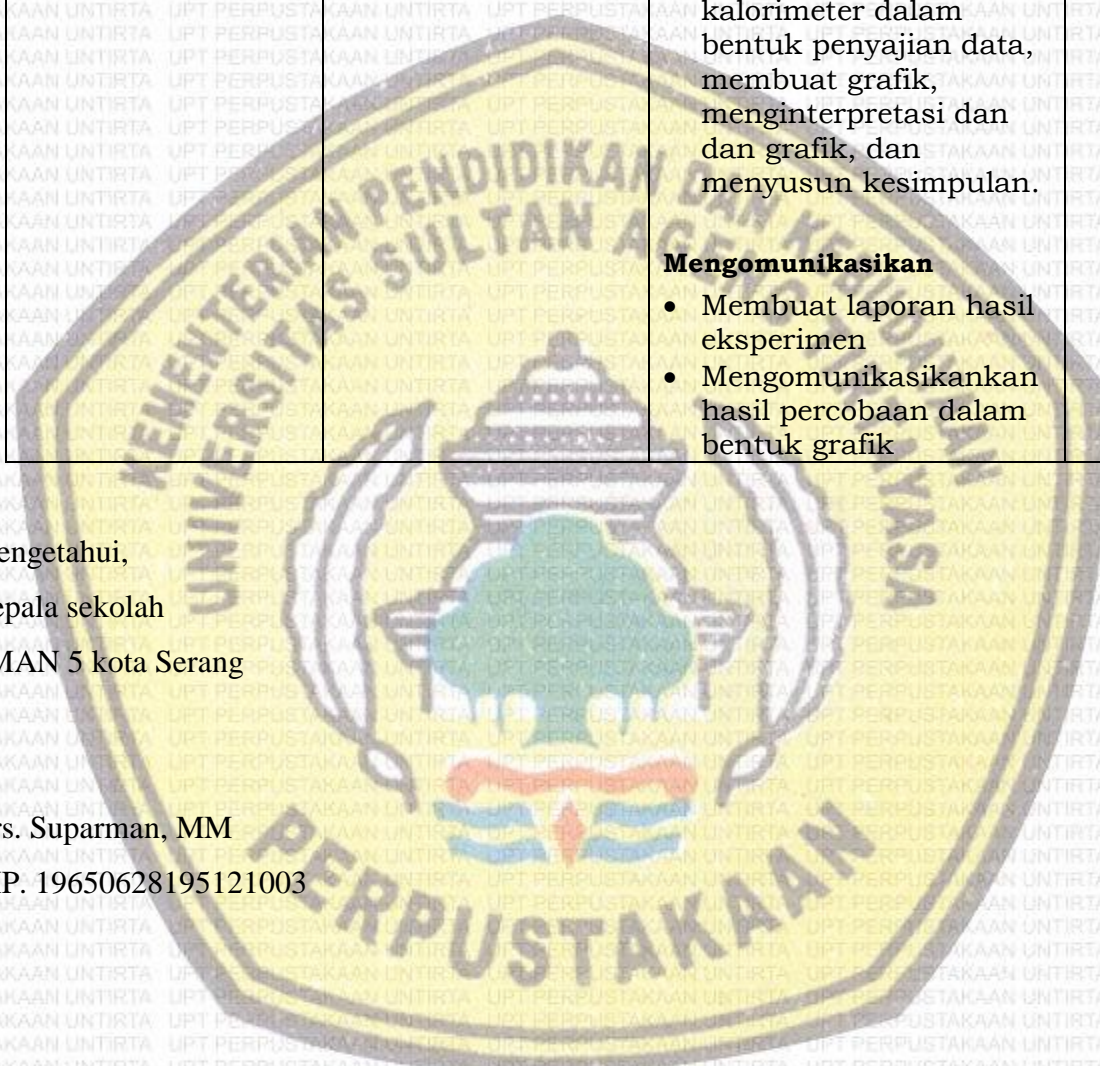 kalorimeter dalam
bentuk penyajian data,
membuat grafik,
menginterpretasi dan
dan grafik, dan
menyusun kesimpulan.
Mengomunikasikan
• Membuat laporan hasil
eksperimen
• Mengomunikasikankan
hasil percobaan dalam
bentuk grafik
engetahui,
epala sekolah
MAN 5 kota Serang
rs. Suparman, MM
IP. 19650628195121003
KEMENTERIAN PENDIDIKAN DAN KEBUDAYAAN
UNIVERSITAS SULTAN AGENG TIRTAYASA
PERPUSTAKAAN